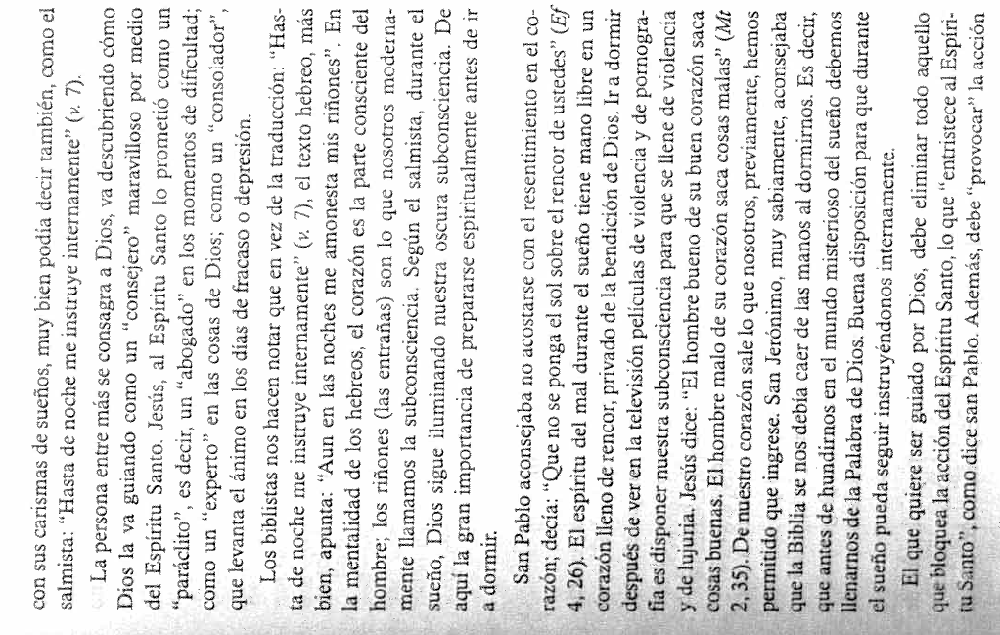 con sus carismas de sueños, muy bien podía decir también, como el
salmista: "Hasta de noche me instruye internamente" (v. 7).
La persona entre más se consagra a Dios, va descubriendo cómo
Dios la va guiando como un "consejero" maravilloso por medio
del Espíritu Santo. Jesús, al Espíritu Santo lo prometió como un
"paráclito", es decir, un "abogado" en los momentos de dificultad;
como un "experto" en las cosas de Dios; como un "consolador",
que levanta el ánimo en los días de fracaso o depresión.
Los biblistas nos hacen notar que en vez de la traducción: "Has-
ta de noche me instruye internamente" (v. 7), el texto hebreo, más
bien, apunta: "Aun en las noches me amonesta mis riñones". En
la mentalidad de los hebreos, el corazón es la parte consciente del
hombre; los riñones (las entrañas) son lo que nosotros moderna-
mente llamamos la subconsciencia. Según el salmista, durante el
sueño, Dios sigue iluminando nuestra oscura subconsciencia. De
aquí la gran importancia de prepararse espiritualmente antes de ir
a dormir.
San Pablo aconsejaba no acostarse con el resentimiento en el co-
razón; decía: "Que no se ponga el sol sobre el rencor de ustedes" (Ef
4, 26). El espíritu del mal durante el sueño tiene mano libre en un
corazón lleno de rencor, privado de la bendición de Dios. Ir a dormir
después de ver en la televisión películas de violencia y de pornogra-
fía es disponer nuestra subconsciencia para que se llene de violencia
y de lujuria. Jesús dice: "El hombre bueno de su buen corazón saca
cosas buenas. El hombre malo de su corazón saca cosas malas" (Mt
2, 35). De nuestro corazón sale lo que nosotros, previamente, hemos
permitido que ingrese. San Jerónimo, muy sabiamente, aconsejaba
que la Biblia se nos debía caer de las manos al dormirnos. Es decir,
que antes de hundirnos en el mundo misterioso del sueño debemos
llenarnos de la Palabra de Dios. Buena disposición para que durante
el sueño pueda seguir instruyéndonos internamente.
El que quiere ser guiado por Dios, debe eliminar todo aquello
que bloquea la acción del Espíritu Santo, lo que "entristece al Espíri-
tu Santo", como dice san Pablo. Además, debe "provocar" la acción